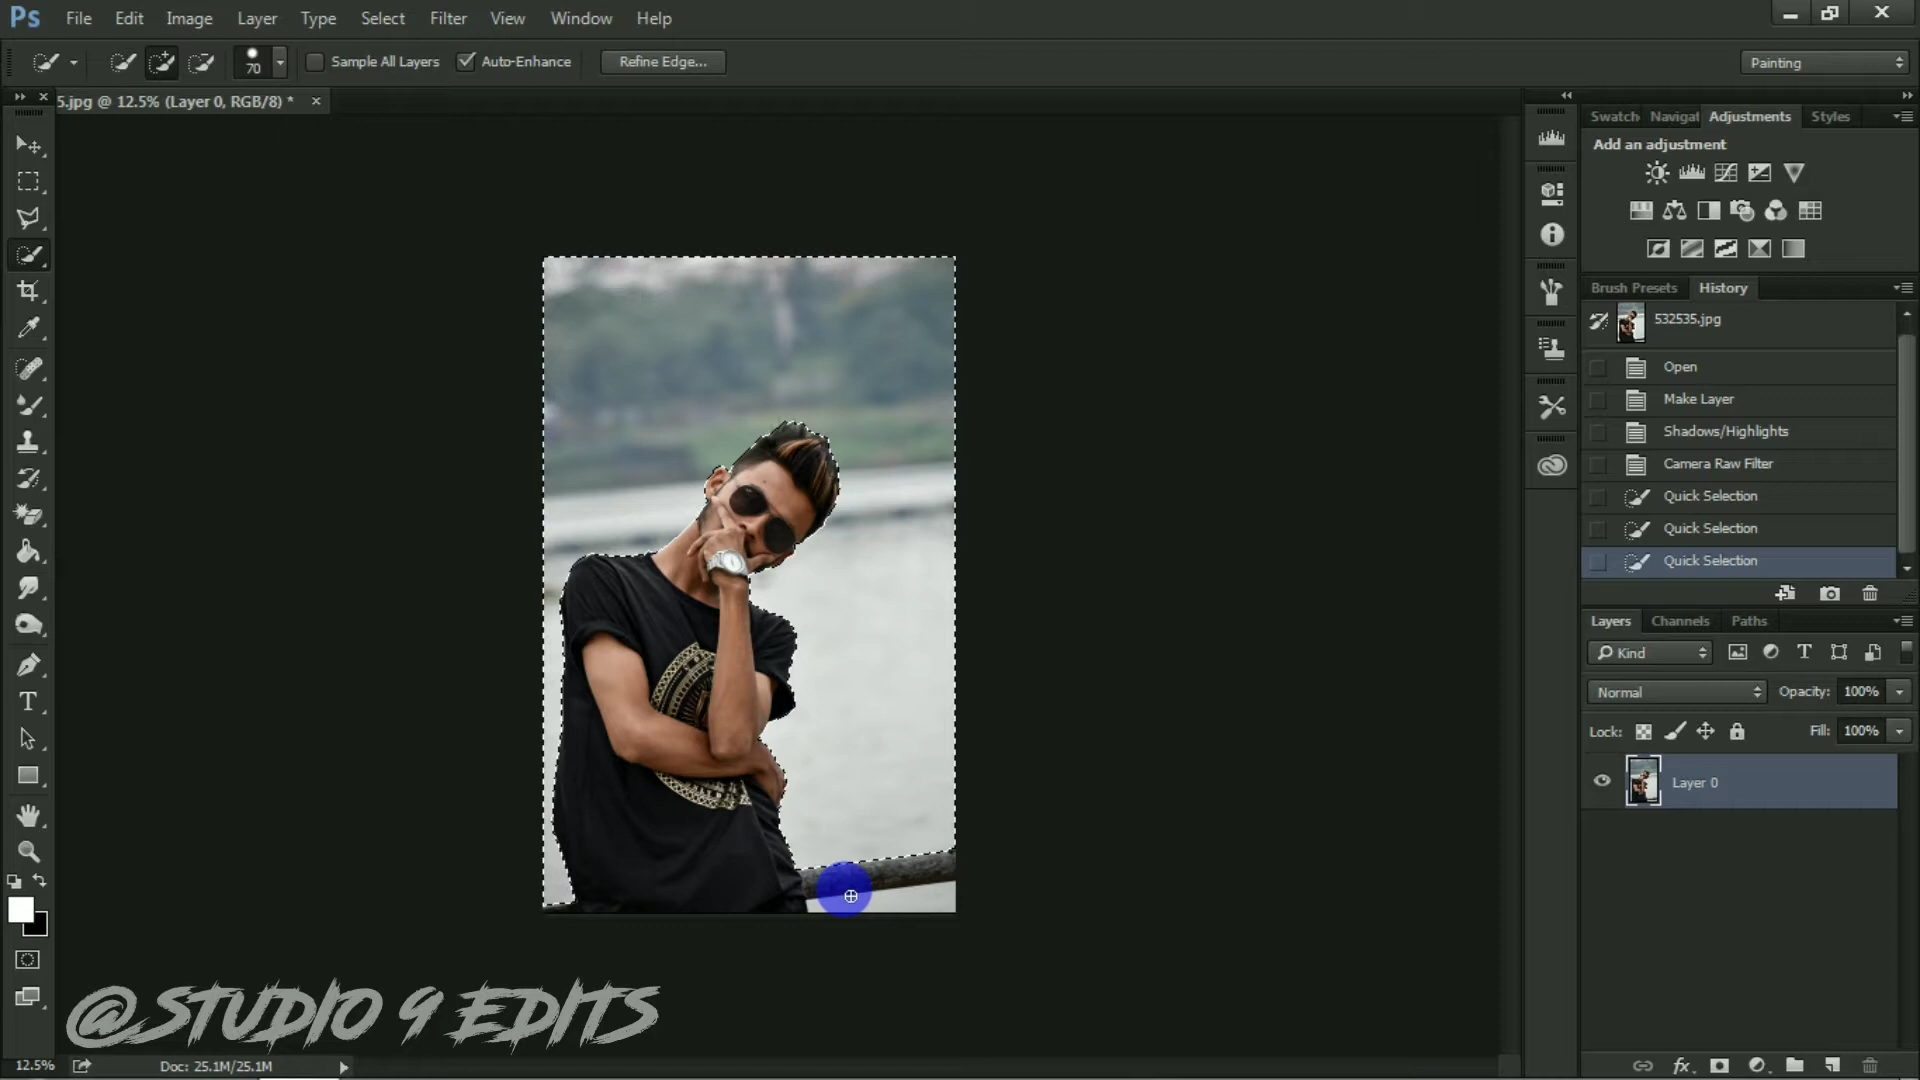 Ps File Edit Image Layer Type Select Filter View Window Help
70 Sample All Layers Auto-Enhance Refine Edge... Painting
5.jpg @ 12.5% (Layer 0, RGB/8) *
Swatch Navigat Adjustments Styles
Add an adjustment
Brush Presets History
532535.jpg
Open
Make Layer
Shadows/Highlights
Camera Raw Filter
Quick Selection
Quick Selection
Quick Selection
Layers Channels Paths
Kind
Normal Opacity: 100%
Lock: Fill: 100%
Layer 0
@STUDIO 9 EDITS
12.5% Doc: 25.1M/25.1M